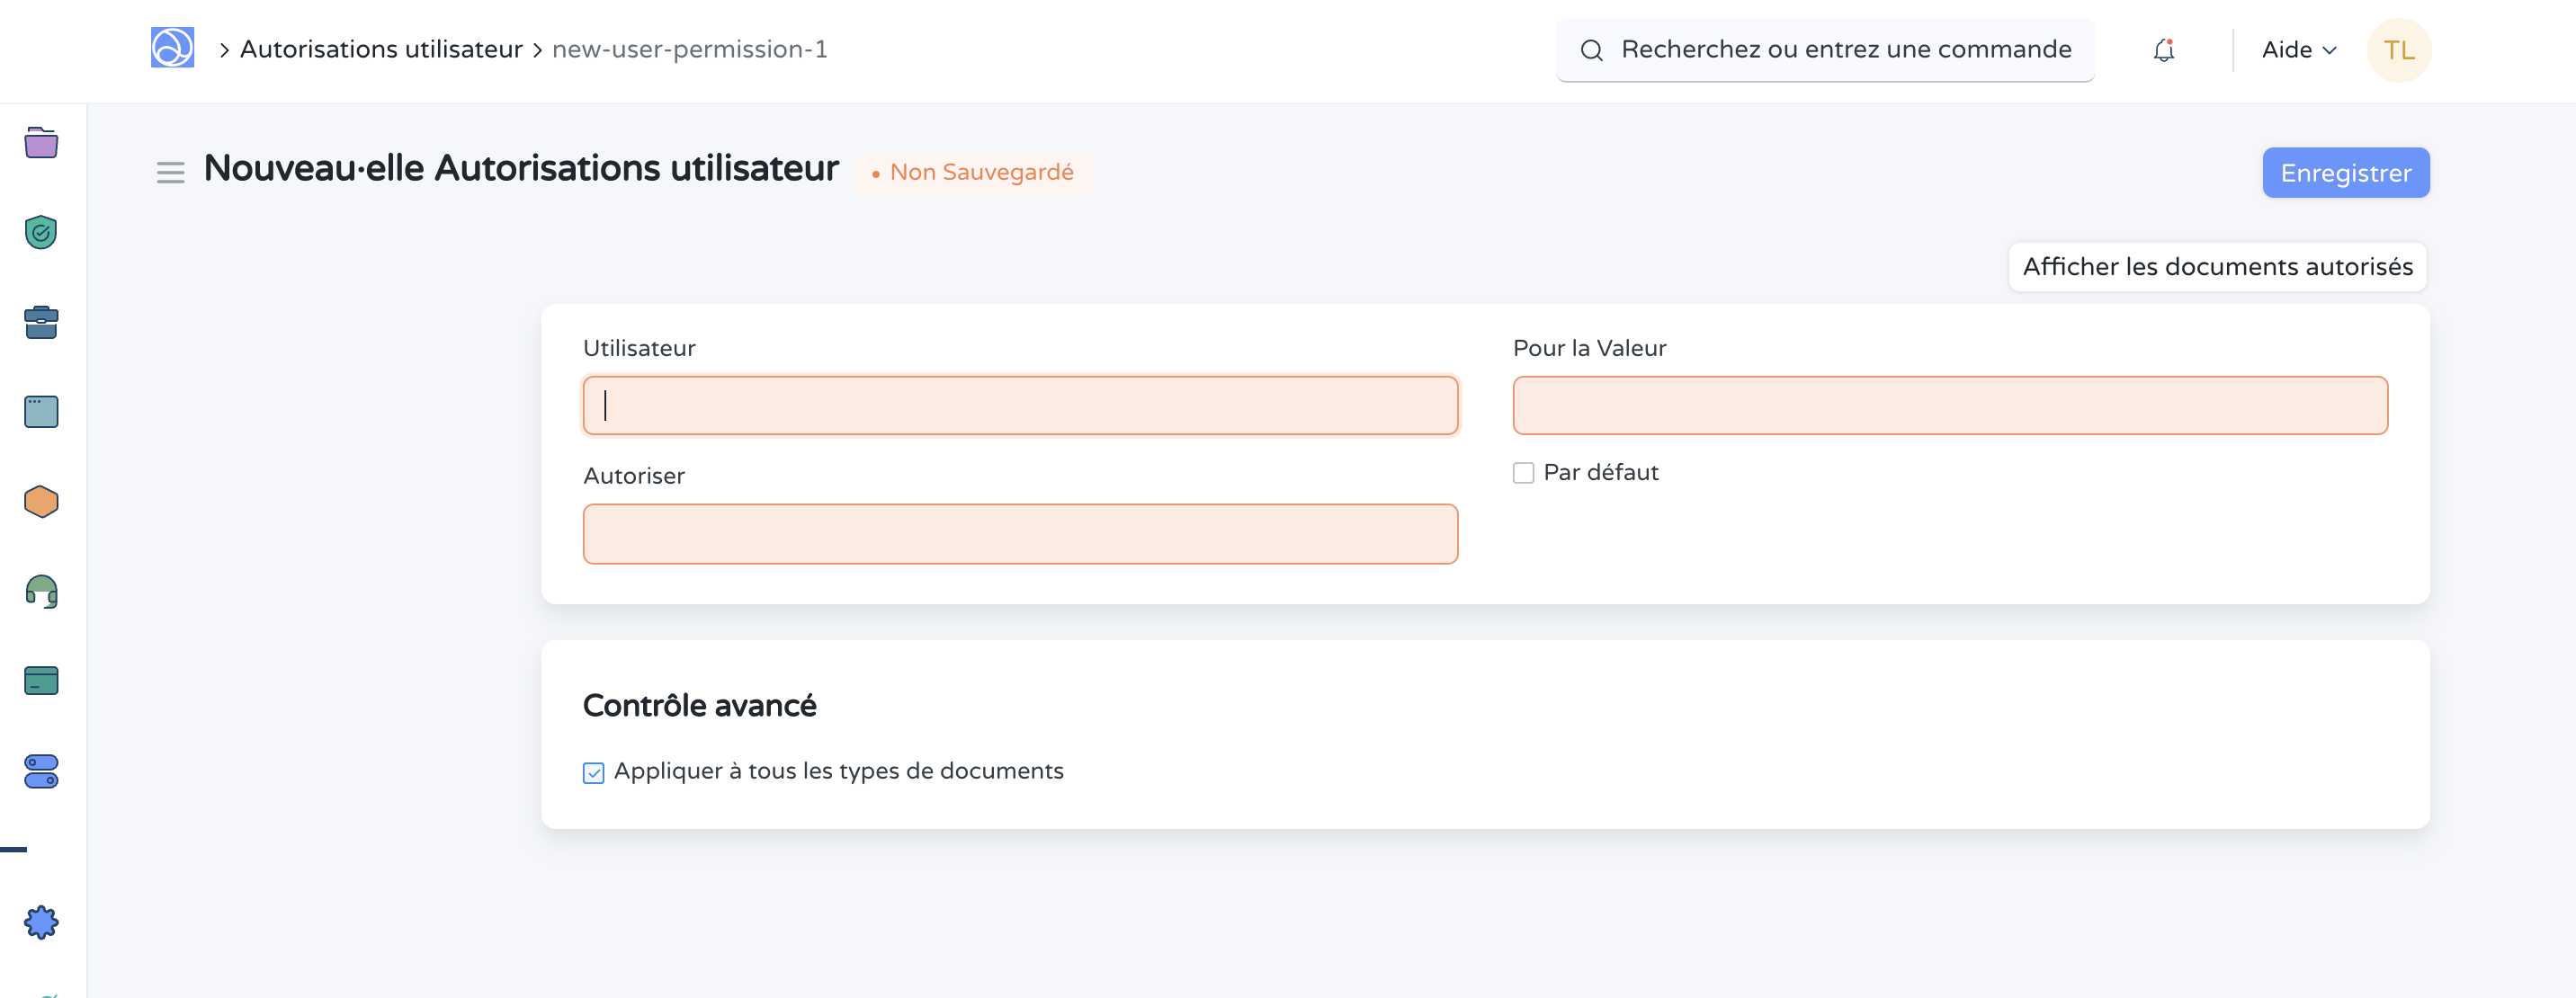 Autorisations utilisateur new-user-permission-1
Recherchez ou entrez une commande
Aide
TL
Nouveau·elle Autorisations utilisateur
Non Sauvegardé
Enregistrer
Afficher les documents autorisés
Utilisateur
Pour la Valeur
Autoriser
Par défaut
Contrôle avancé
Appliquer à tous les types de documents